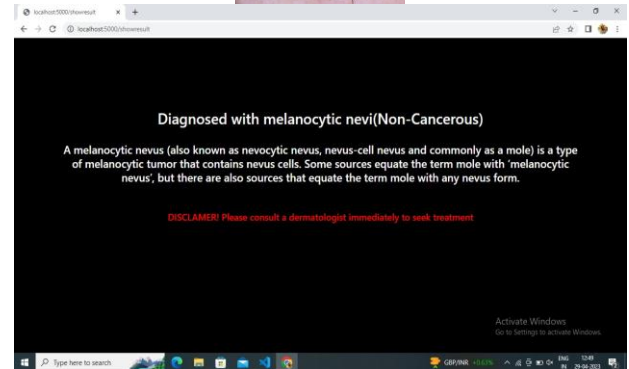 localhost:5000/showresult
localhost:5000/showresult
Diagnosed with melanocytic nevi(Non-Cancerous)
A melanocytic nevus (also known as nevocytic nevus, nevus-cell nevus and commonly as a mole) is a type
of melanocytic tumor that contains nevus cells. Some sources equate the term mole with 'melanocytic
nevus', but there are also sources that equate the term mole with any nevus form.
DISCLAMER! Please consult a dermatologist immediately to seek treatment
Activate Windows
Go to Settings to activate Windows.
Type here to search
GBP/INR +0.63%
ENG
IN
12:49
29-04-2023